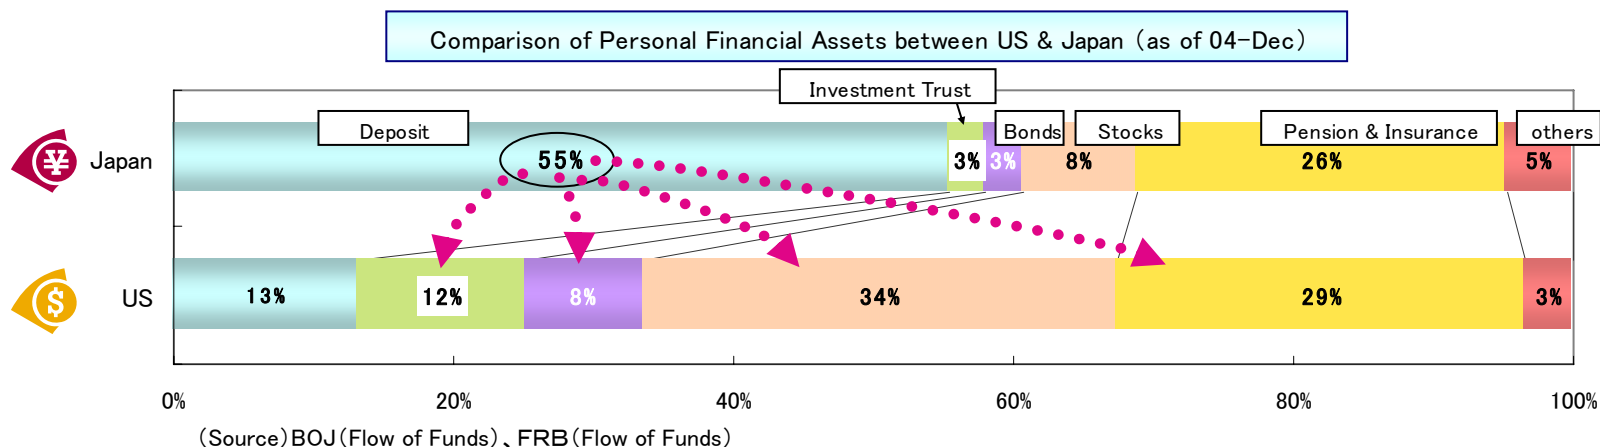 Comparison of Personal Financial Assets between US & Japan (as of 04-Dec)
Investment Trust
Deposit
Bonds
Stocks
Pension & Insurance
others
¥
Japan
55%
3%
3%
8%
26%
5%
$
US
13%
12%
8%
34%
29%
3%
0%
20%
40%
60%
80%
100%
(Source)BOJ(Flow of Funds)、FRB(Flow of Funds)